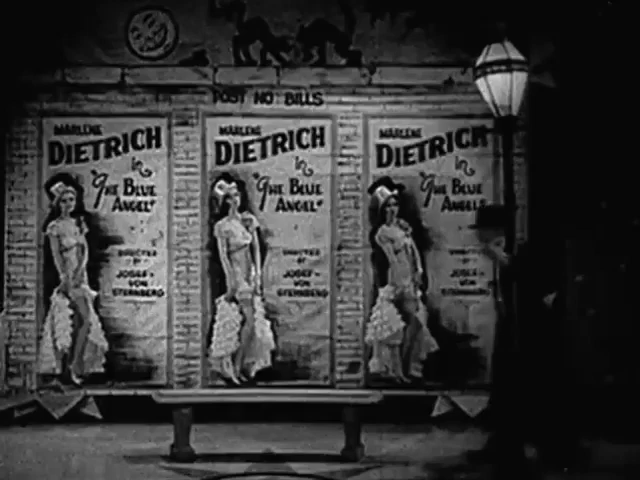 POST NO BILLS
MARLENE
DIETRICH
in
"The Blue
Angel"
DIRECTED
BY
JOSEF
VON
STERNBERG
MARLENE
DIETRICH
in
"The Blue
Angel"
DIRECTED
BY
JOSEF
VON
STERNBERG
MARLENE
DIETRICH
in
"The Blue
Angel"
DIRECTED
BY
JOSEF
VON
STERNBERG